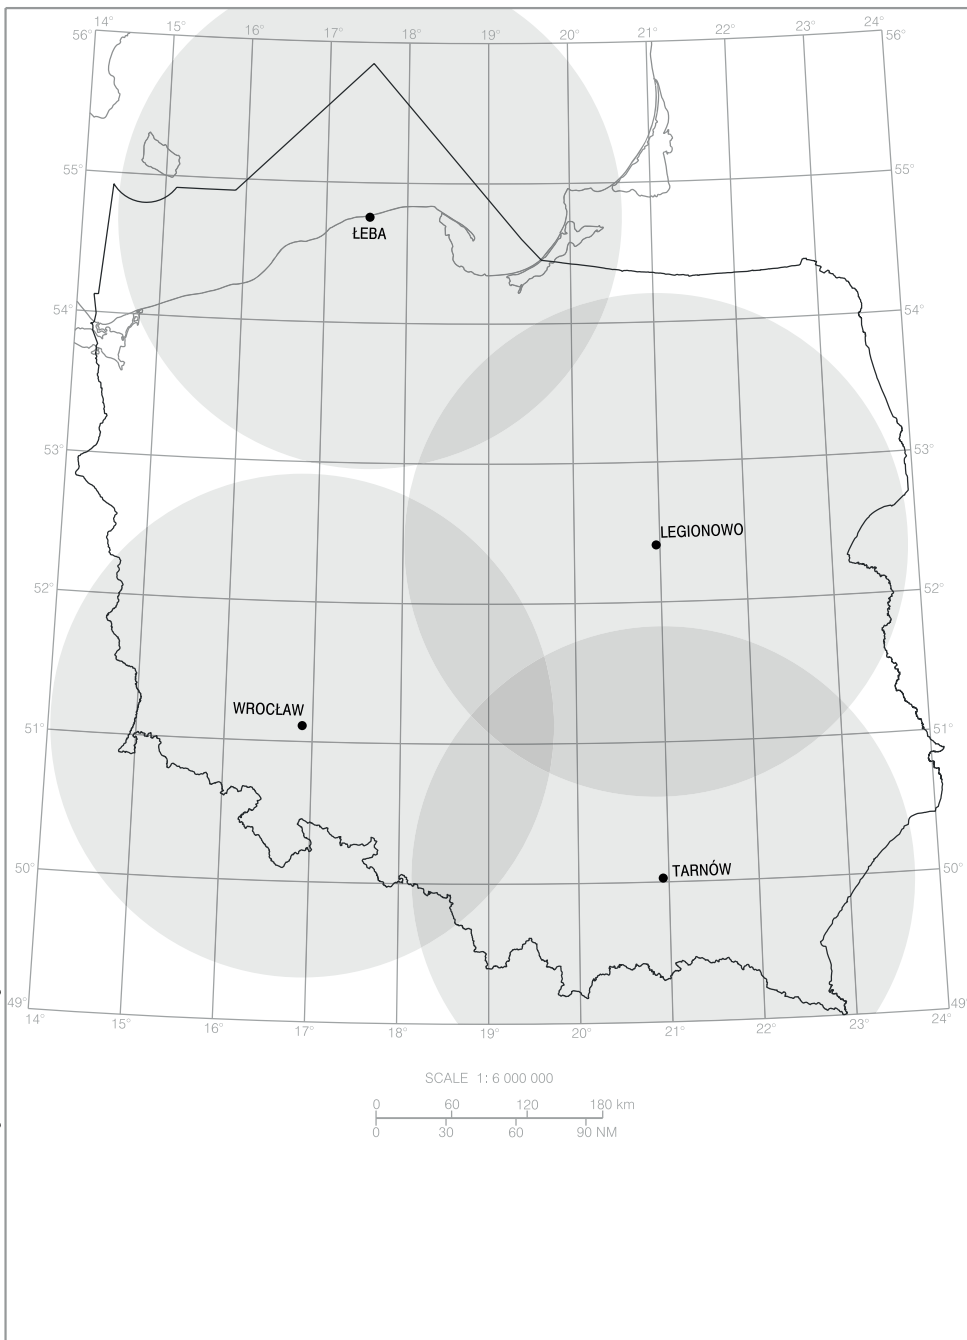 14° 15° 16° 17° 18° 19° 20° 21° 22° 23° 24°
56° 56°
55° 55°
ŁEBA
54° 54°
53° 53°
LEGIONOWO
52° 52°
WROCŁAW
51° 51°
TARNÓW
50° 50°
49° 49°
14° 15° 16° 17° 18° 19° 20° 21° 22° 23° 24°
SCALE 1: 6 000 000
0 60 120 180 km
0 30 60 90 NM